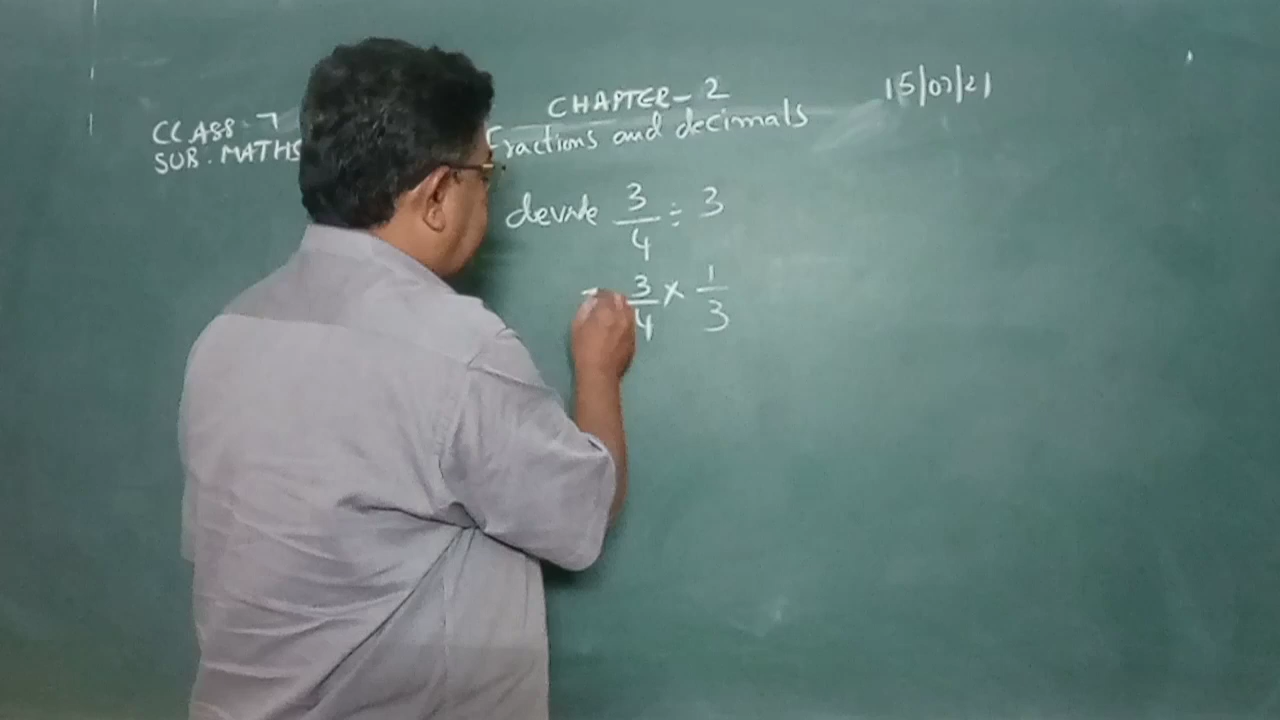 CHAPTER - 2
15/07/21
CLASS - 7
Fractions and decimals
SUB. MATHS
devide 3/4 ÷ 3
= 3/4 × 1/3